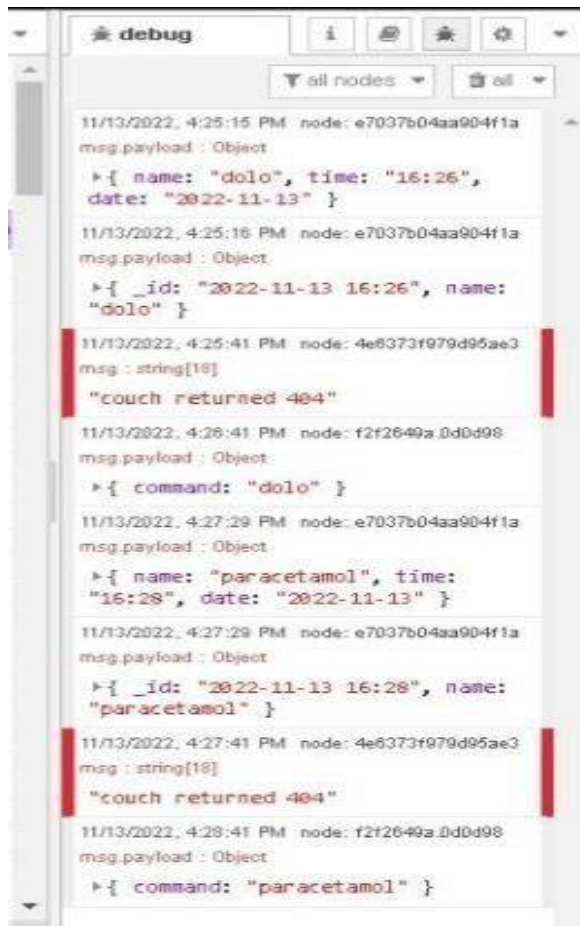 debug
i
all nodes
all
11/13/2022, 4:25:15 PM node: e7037b04aa904f1a
msg.payload : Object
{ name: "dolo", time: "16:26",
date: "2022-11-13" }
11/13/2022, 4:25:16 PM node: e7037b04aa904f1a
msg.payload : Object
{ _id: "2022-11-13 16:26", name:
"dolo" }
11/13/2022, 4:25:41 PM node: 4e6373f979d95ae3
msg : string[18]
"couch returned 404"
11/13/2022, 4:26:41 PM node: f2f2649a.0d0d98
msg.payload : Object
{ command: "dolo" }
11/13/2022, 4:27:29 PM node: e7037b04aa904f1a
msg.payload : Object
{ name: "paracetamol", time:
"16:28", date: "2022-11-13" }
11/13/2022, 4:27:29 PM node: e7037b04aa904f1a
msg.payload : Object
{ _id: "2022-11-13 16:28", name:
"paracetamol" }
11/13/2022, 4:27:41 PM node: 4e6373f979d95ae3
msg : string[18]
"couch returned 404"
11/13/2022, 4:28:41 PM node: f2f2649a.0d0d98
msg.payload : Object
{ command: "paracetamol" }